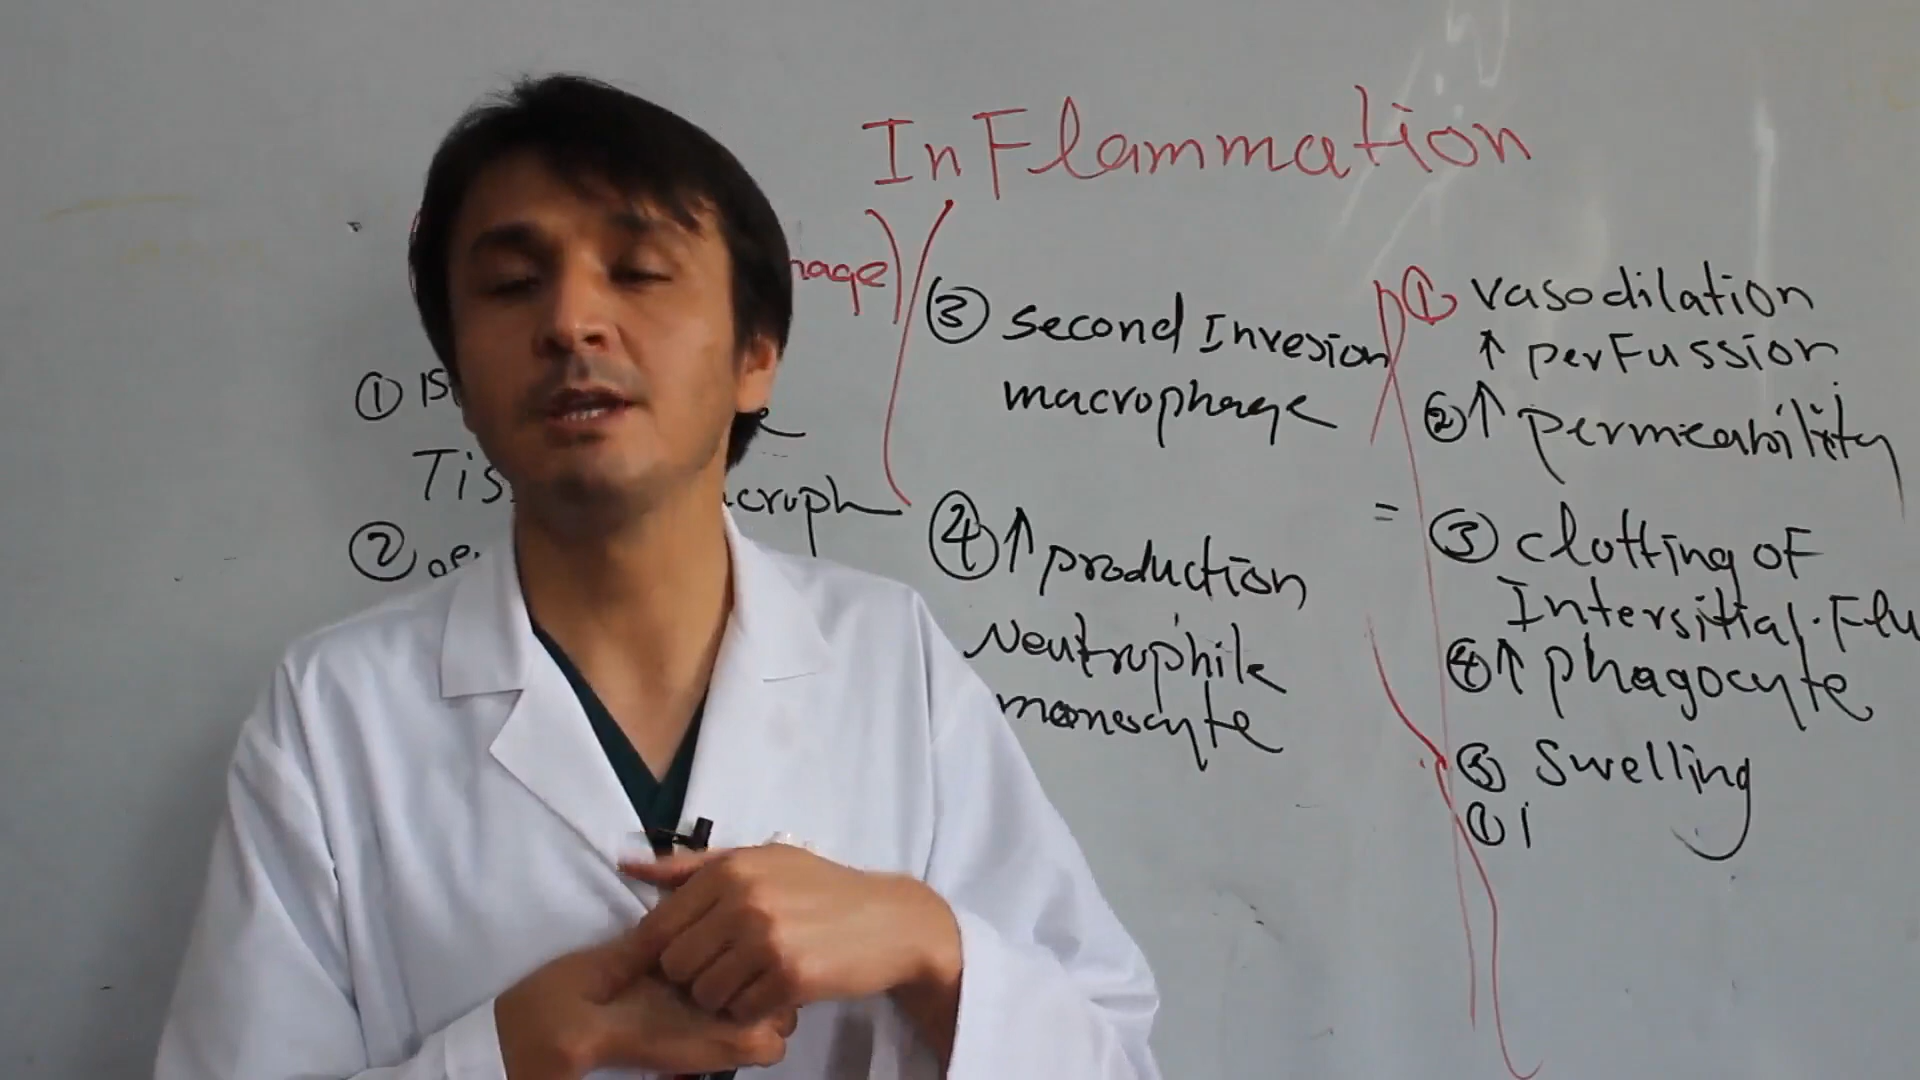 InFlammation
① 
Tis
②
③ second Invesion
macrophage
④ ↑ production
Neutrophile
monocyte
① vasodilation
↑ perFussion
② ↑ permeability
= ③ clotting oF
Intersitial. Flu
④ ↑ phagocyte
⑤ Swelling